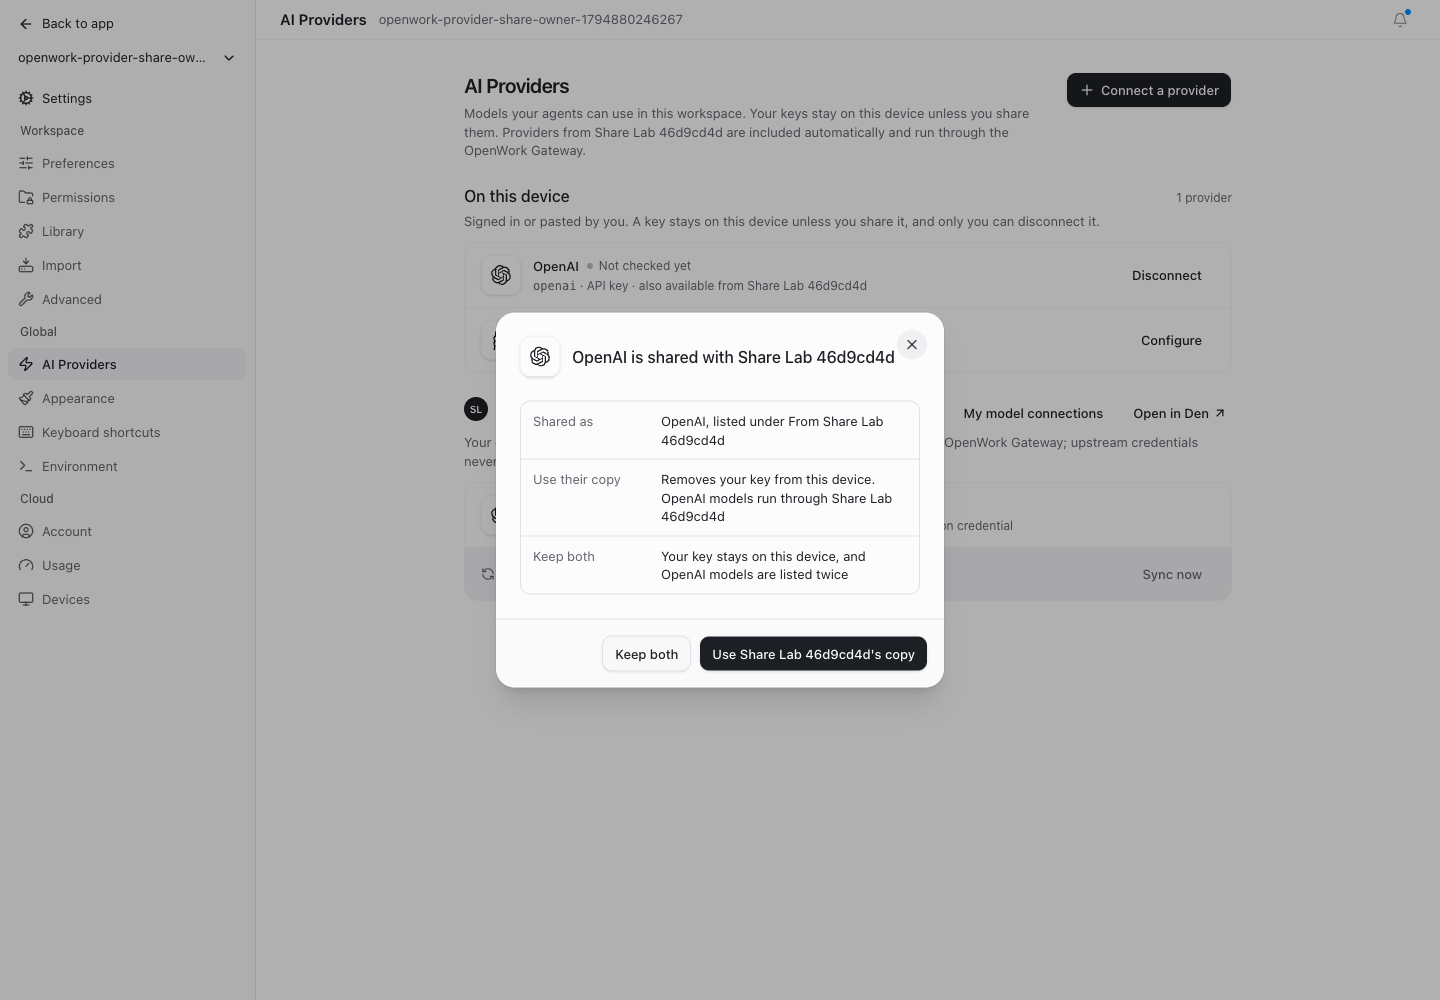 Back to app
openwork-provider-share-ow...
Settings
Workspace
Preferences
Permissions
Library
Import
Advanced
Global
AI Providers
Appearance
Keyboard shortcuts
Environment
Cloud
Account
Usage
Devices
AI Providers openwork-provider-share-owner-1794880246267
AI Providers
Connect a provider
Models your agents can use in this workspace. Your keys stay on this device unless you share
them. Providers from Share Lab 46d9cd4d are included automatically and run through the
OpenWork Gateway.
On this device
1 provider
Signed in or pasted by you. A key stays on this device unless you share it, and only you can disconnect it.
OpenAI Not checked yet
openai · API key · also available from Share Lab 46d9cd4d
Disconnect
Configure
SL
My model connections
Open in Den
Your
OpenWork Gateway; upstream credentials
never
on credential
Sync now
OpenAI is shared with Share Lab 46d9cd4d
Shared as
OpenAI, listed under From Share Lab
46d9cd4d
Use their copy
Removes your key from this device.
OpenAI models run through Share Lab
46d9cd4d
Keep both
Your key stays on this device, and
OpenAI models are listed twice
Keep both
Use Share Lab 46d9cd4d's copy